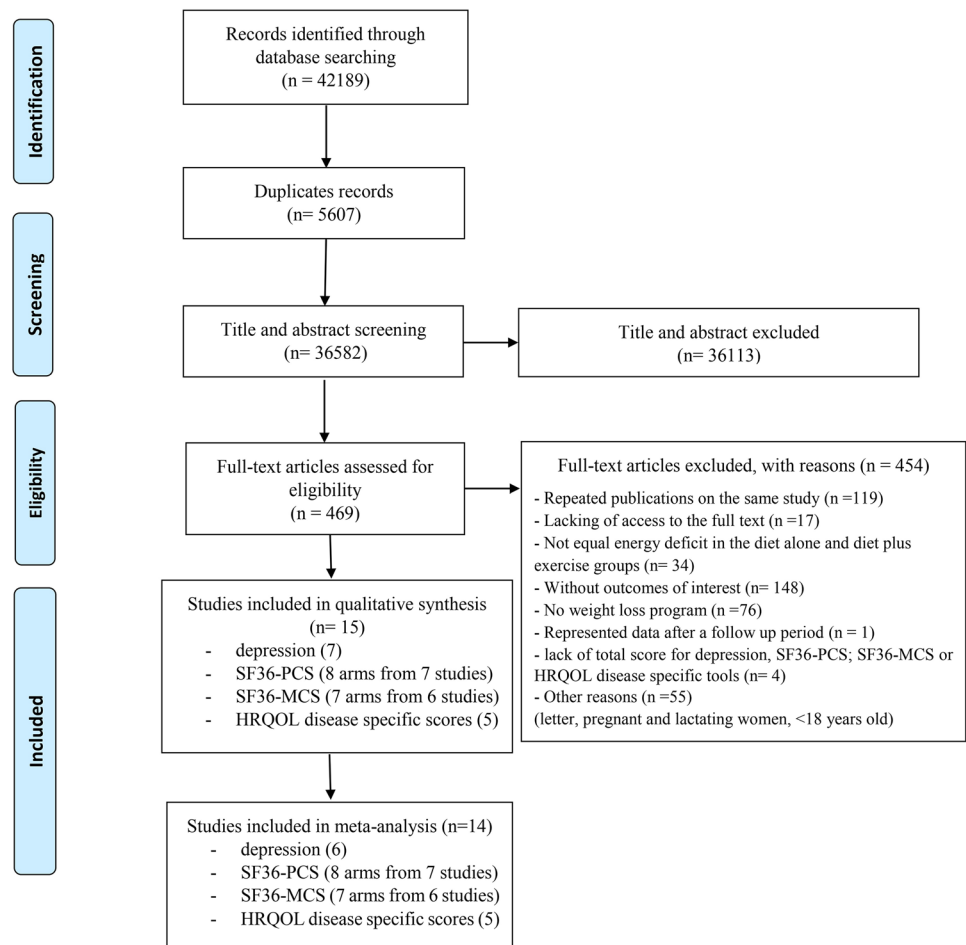 Identification
Records identified through
database searching
(n = 42189)
Duplicates records
(n= 5607)
Screening
Title and abstract screening
(n= 36582)
Title and abstract excluded
(n= 36113)
Eligibility
Full-text articles assessed for
eligibility
(n = 469)
Full-text articles excluded, with reasons (n = 454)
- Repeated publications on the same study (n =119)
- Lacking of access to the full text (n =17)
- Not equal energy deficit in the diet alone and diet plus
exercise groups
(n= 34)
- Without outcomes of interest (n= 148)
- No weight loss program (n =76)
- Represented data after a follow up period (n = 1)
- lack of total score for depression, SF36-PCS; SF36-MCS or
HRQOL disease specific tools
(n= 4)
- Other reasons (n =55)
(letter, pregnant and lactating women, <18 years old)
Included
Studies included in qualitative synthesis
(n= 15)
- depression (7)
- SF36-PCS (8 arms from 7 studies)
- SF36-MCS (7 arms from 6 studies)
- HRQOL disease specific scores (5)
Studies included in meta-analysis (n=14)
- depression (6)
- SF36-PCS (8 arms from 7 studies)
- SF36-MCS (7 arms from 6 studies)
- HRQOL disease specific scores (5)